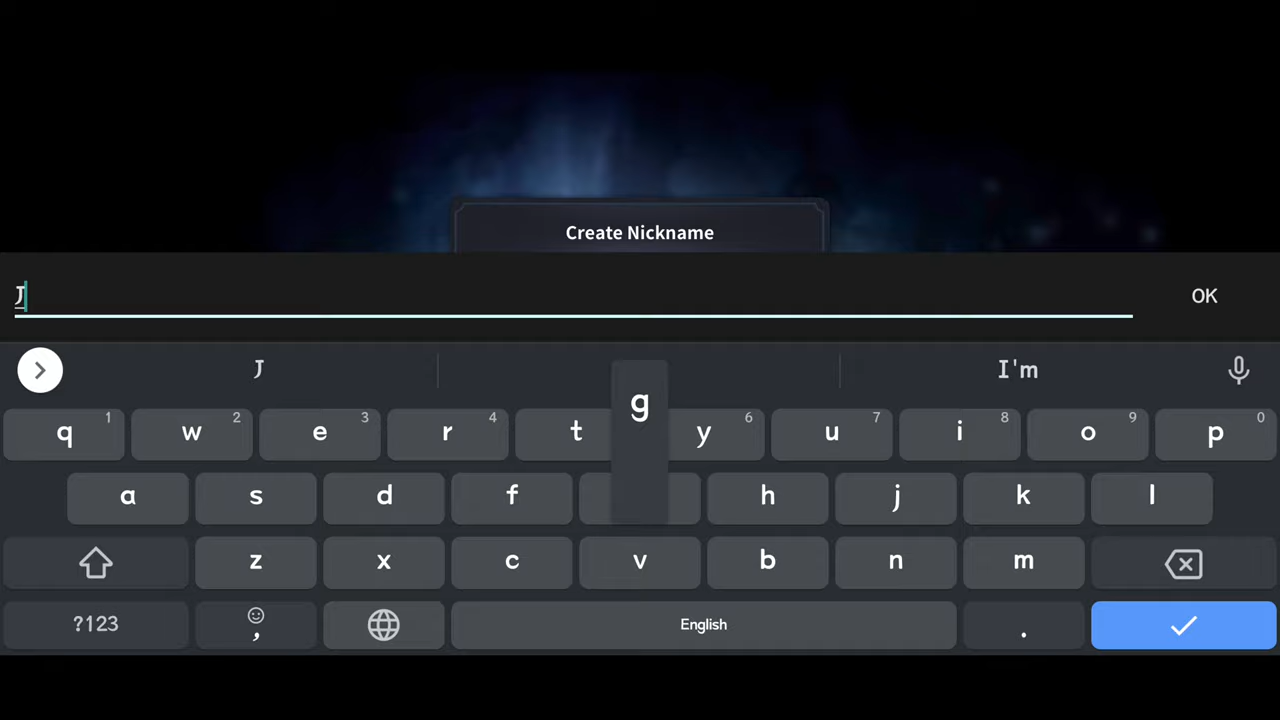 Create Nickname
J
OK
J I'm
g
q 1 w 2 e 3 r 4 t y 6 u 7 i 8 o 9 p 0
a s d f h j k l
z x c v b n m
?123 , English .